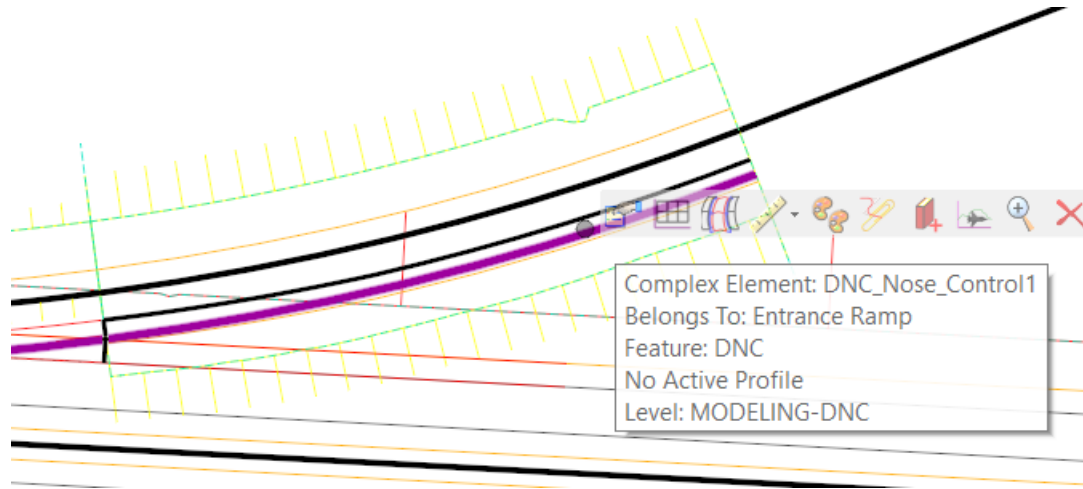 Complex Element: DNC_Nose_Control1
Belongs To: Entrance Ramp
Feature: DNC
No Active Profile
Level: MODELING-DNC